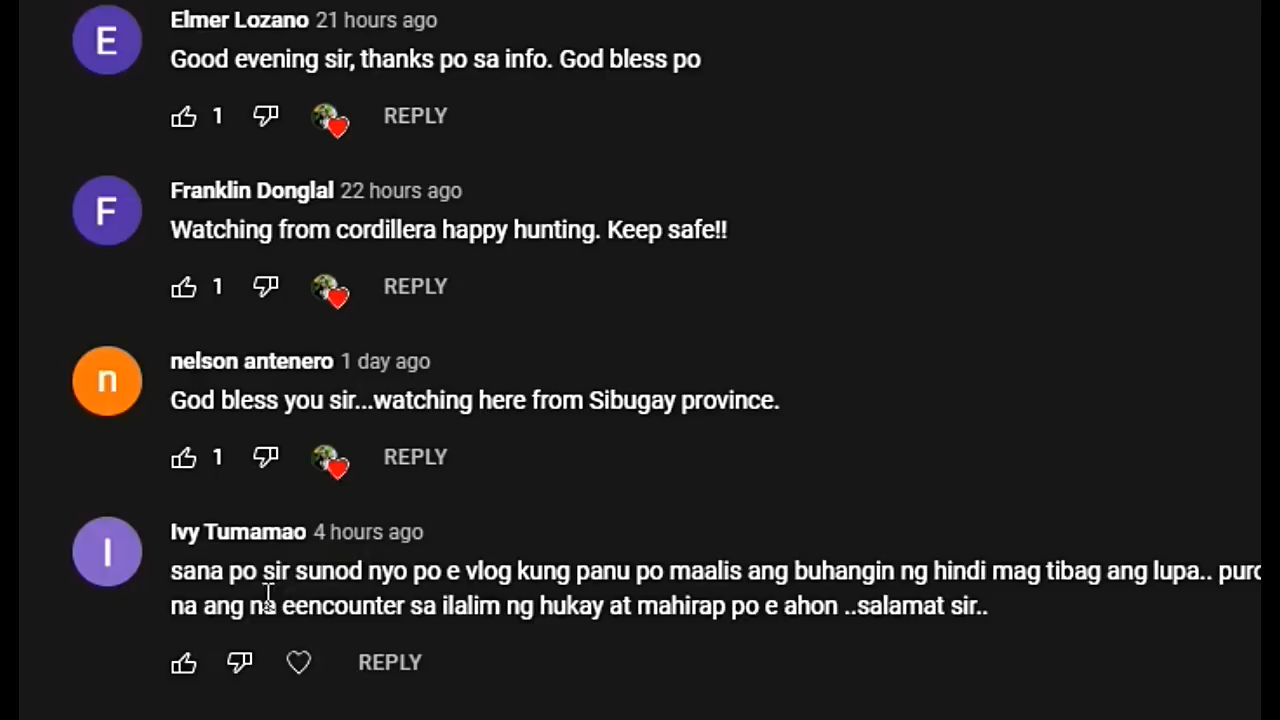 E
Elmer Lozano 21 hours ago
Good evening sir, thanks po sa info. God bless po
1 REPLY
F
Franklin Donglal 22 hours ago
Watching from cordillera happy hunting. Keep safe!!
1 REPLY
n
nelson antenero 1 day ago
God bless you sir...watching here from Sibugay province.
1 REPLY
I
Ivy Tumamao 4 hours ago
sana po sir sunod nyo po e vlog kung panu po maalis ang buhangin ng hindi mag tibag ang lupa..
na ang na eencounter sa ilalim ng hukay at mahirap po e ahon ..salamat sir..
REPLY